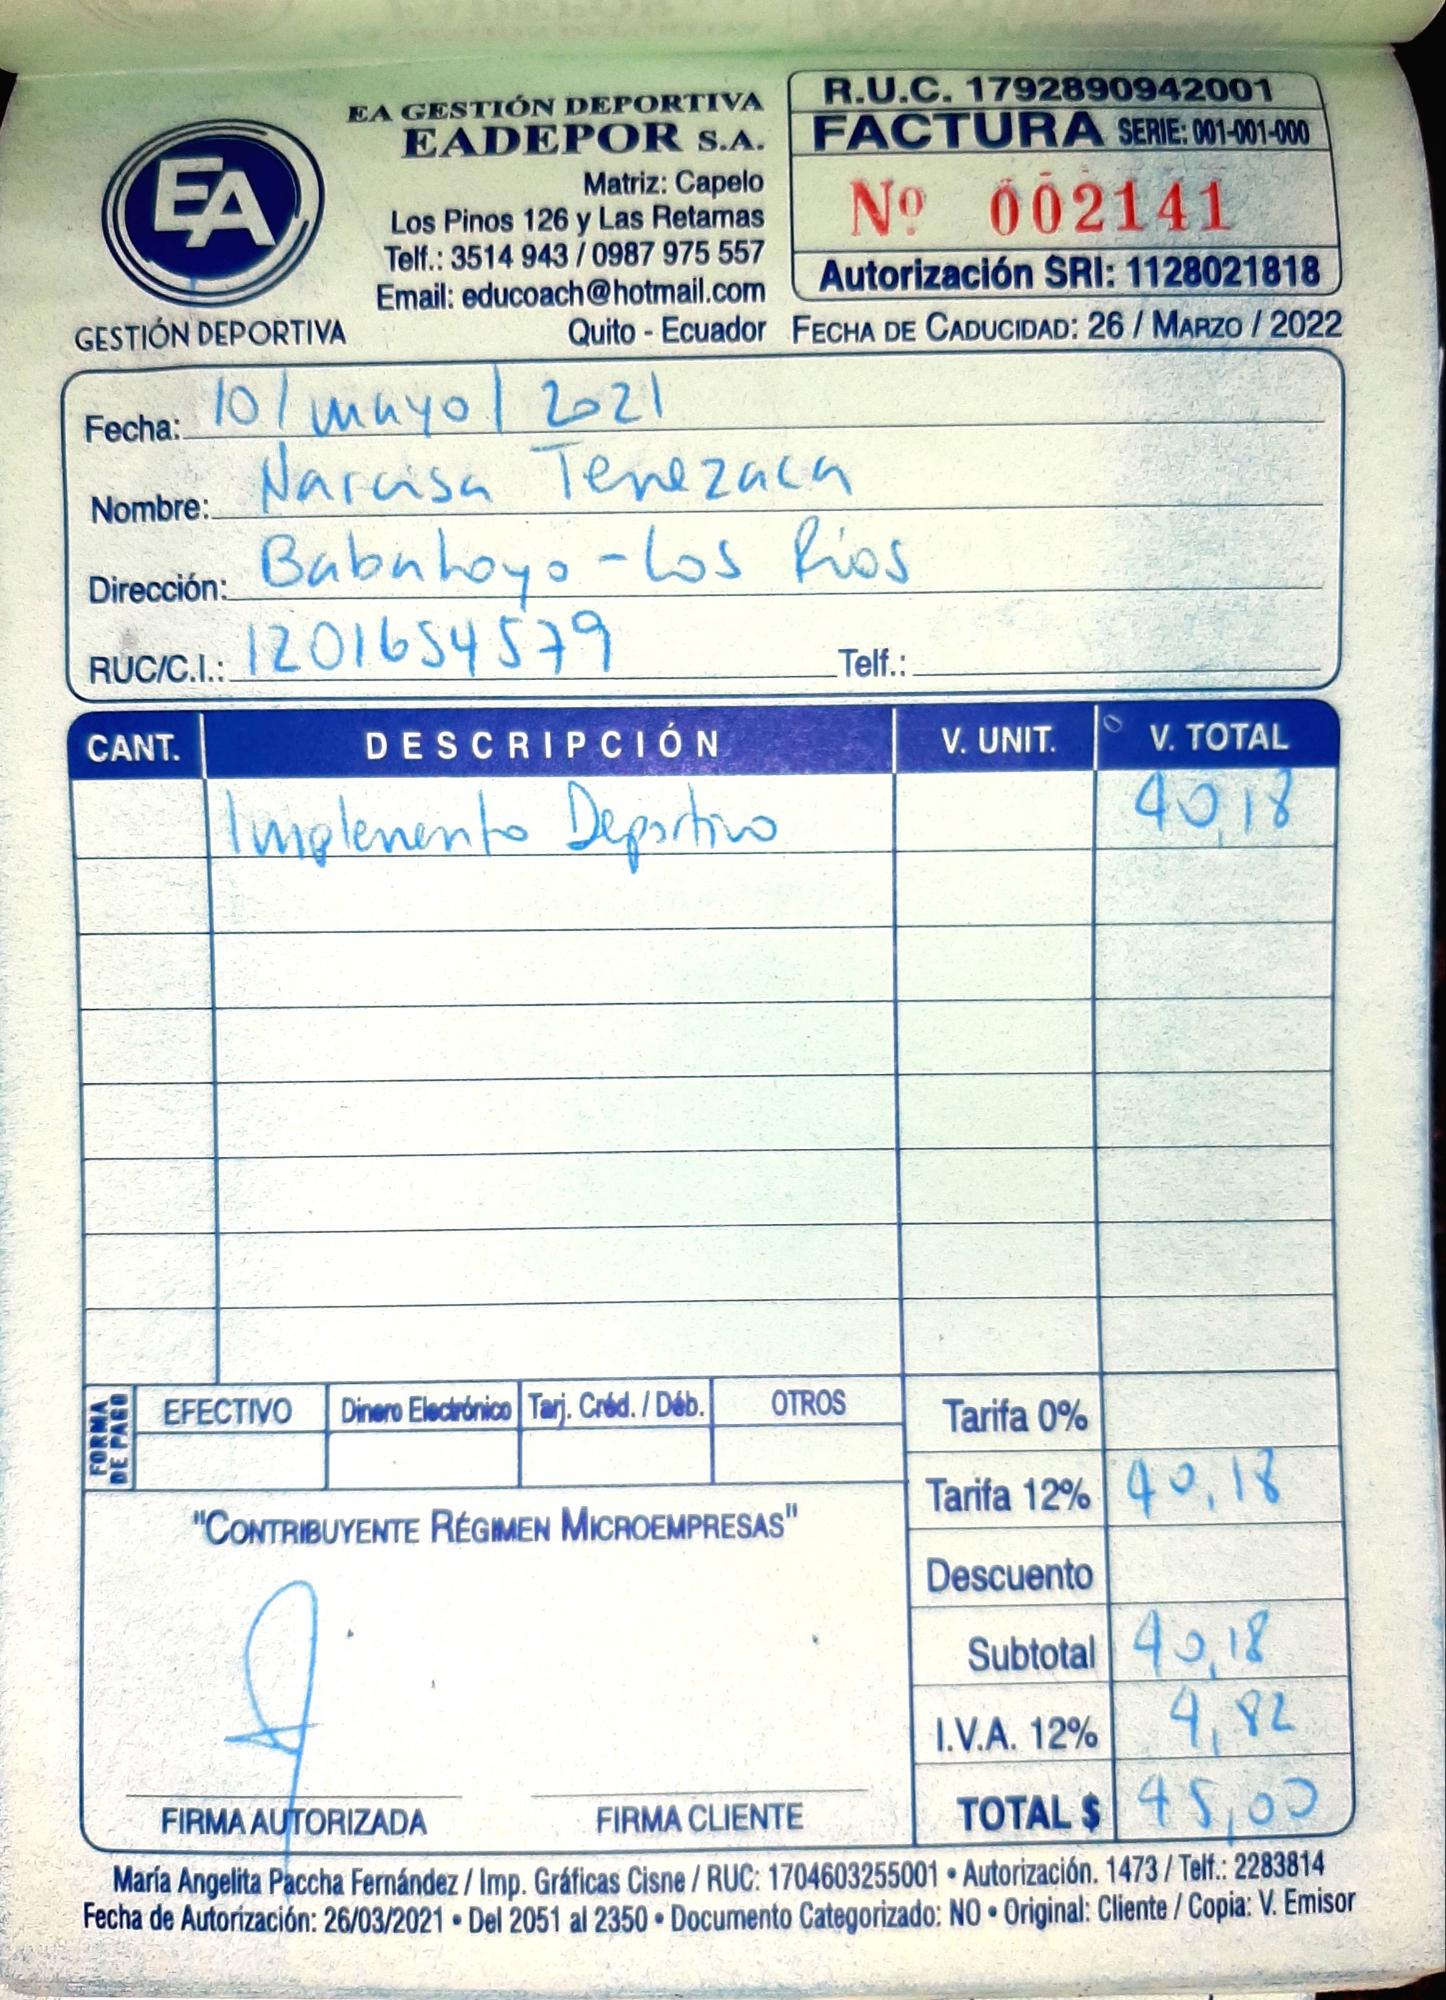 EA
GESTIÓN DEPORTIVA
EA GESTIÓN DEPORTIVA
EADEPOR S.A.
Matriz: Capelo
Los Pinos 126 y Las Retamas
Telf.: 3514 943 / 0987 975 557
Email: educoach@hotmail.com
Quito - Ecuador
R.U.C. 1792890942001
FACTURA SERIE: 001-001-000
Nº 002141
Autorización SRI: 1128021818
FECHA DE CADUCIDAD: 26 / MARZO / 2022
Fecha: 10/mayo/2021
Nombre: Narcisa Tenezaca
Dirección: Babahoyo - Los Ríos
RUC/C.I.: 1201654579 Telf.:
CANT. DESCRIPCIÓN V. UNIT. V. TOTAL
Implemento Deportivo 40,18
FORMA DE PAGO EFECTIVO Dinero Electrónico Tarj. Créd. / Déb. OTROS
Tarifa 0%
Tarifa 12% 40,18
Descuento
Subtotal 40,18
I.V.A. 12% 4,82
TOTAL $ 45,00
"CONTRIBUYENTE RÉGIMEN MICROEMPRESAS"
FIRMA AUTORIZADA FIRMA CLIENTE
María Angelita Paccha Fernández / Imp. Gráficas Cisne / RUC: 1704603255001 • Autorización. 1473 / Telf.: 2283814
Fecha de Autorización: 26/03/2021 • Del 2051 al 2350 • Documento Categorizado: NO • Original: Cliente / Copia: V. Emisor